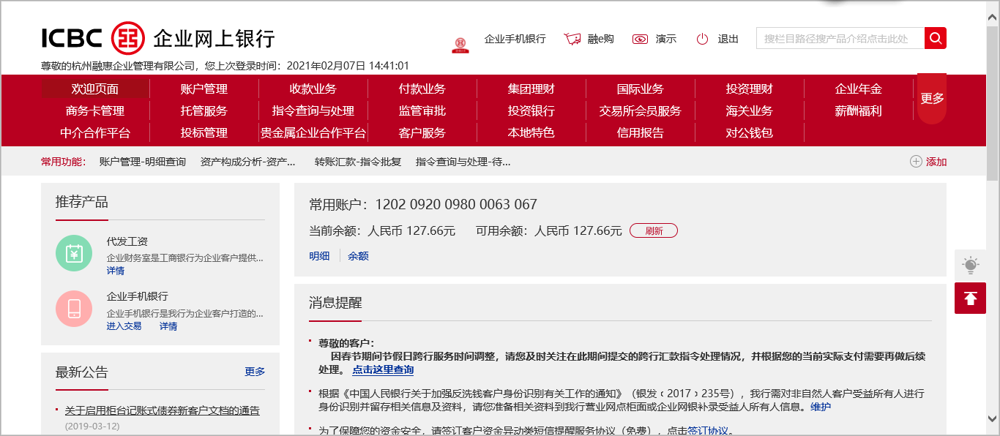 ICBC 企业网上银行
企业手机银行 融e购 演示 退出 搜栏目路径搜产品介绍点击此处
尊敬的杭州融惠企业管理有限公司，您上次登录时间：2021年02月07日 14:41:01
欢迎页面 账户管理 收款业务 付款业务 集团理财 国际业务 投资理财 企业年金 更多
商务卡管理 托管服务 指令查询与处理 监管审批 投资银行 交易所会员服务 海关业务 薪酬福利
中介合作平台 投标管理 贵金属企业合作平台 客户服务 本地特色 信用报告 对公钱包
常用功能： 账户管理-明细查询 资产构成分析-资产... 转账汇款-指令批复 指令查询与处理-待... 添加
推荐产品
代发工资
企业财务室是工商银行为企业客户提供...
详情
企业手机银行
企业手机银行是我行为企业客户打造的...
进入交易 详情
最新公告 更多
关于启用柜台记账式债券新客户文档的通告
(2019-03-12)
常用账户：1202 0920 0980 0063 067
当前余额：人民币 127.66元 可用余额：人民币 127.66元 刷新
明细 余额
消息提醒
尊敬的客户：
因春节期间节假日跨行服务时间调整，请您及时关注在此期间提交的跨行汇款指令处理情况，并根据您的当前实际支付需要再做后续
处理。 点击这里查询
根据《中国人民银行关于加强反洗钱客户身份识别有关工作的通知》（银发﹝2017﹞235号），我行需对非自然人客户受益所有人进行
身份识别并留存相关信息及资料，请您准备相关资料到我行营业网点柜面或企业网银补录受益人所有人信息。维护
为了保障您的资金安全，请签订客户资金异动类短信提醒服务协议（免费），点击签订协议。